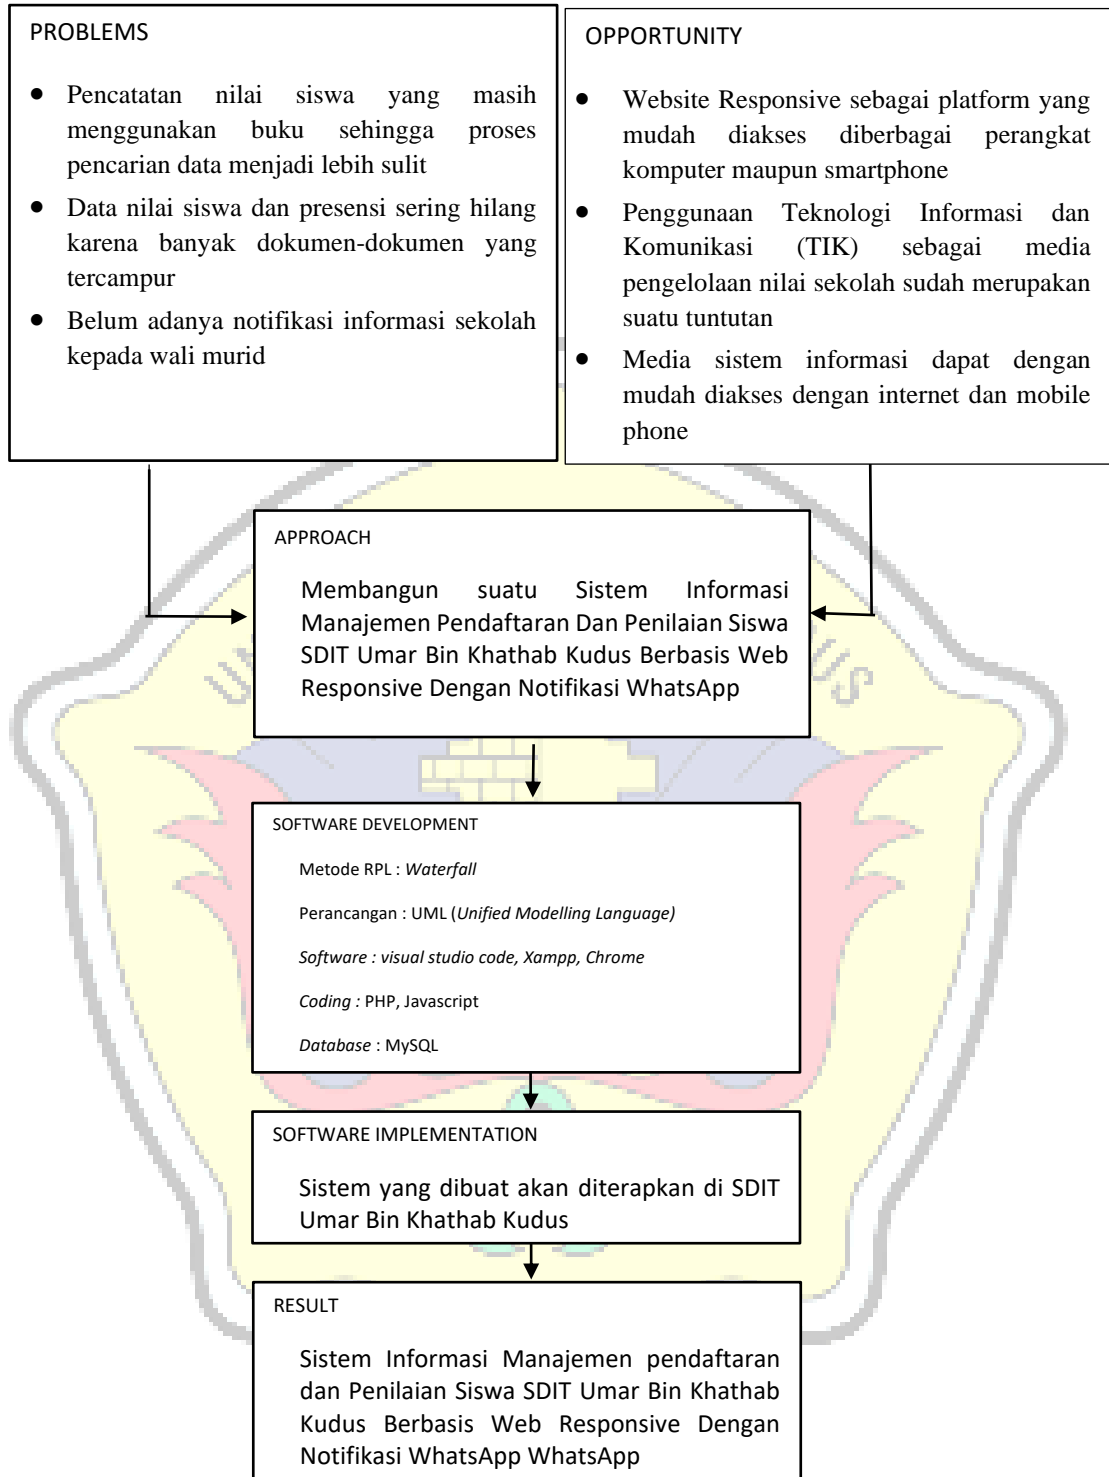 PROBLEMS
• Pencatatan nilai siswa yang masih
menggunakan buku sehingga proses
pencarian data menjadi lebih sulit
• Data nilai siswa dan presensi sering hilang
karena banyak dokumen-dokumen yang
tercampur
• Belum adanya notifikasi informasi sekolah
kepada wali murid
OPPORTUNITY
• Website Responsive sebagai platform yang
mudah diakses diberbagai perangkat
komputer maupun smartphone
• Penggunaan Teknologi Informasi dan
Komunikasi (TIK) sebagai media
pengelolaan nilai sekolah sudah merupakan
suatu tuntutan
• Media sistem informasi dapat dengan
mudah diakses dengan internet dan mobile
phone
APPROACH
Membangun suatu Sistem Informasi
Manajemen Pendaftaran Dan Penilaian Siswa
SDIT Umar Bin Khathab Kudus Berbasis Web
Responsive Dengan Notifikasi WhatsApp
SOFTWARE DEVELOPMENT
Metode RPL : Waterfall
Perancangan : UML (Unified Modelling Language)
Software : visual studio code, Xampp, Chrome
Coding : PHP, Javascript
Database : MySQL
SOFTWARE IMPLEMENTATION
Sistem yang dibuat akan diterapkan di SDIT
Umar Bin Khathab Kudus
RESULT
Sistem Informasi Manajemen pendaftaran
dan Penilaian Siswa SDIT Umar Bin Khathab
Kudus Berbasis Web Responsive Dengan
Notifikasi WhatsApp WhatsApp